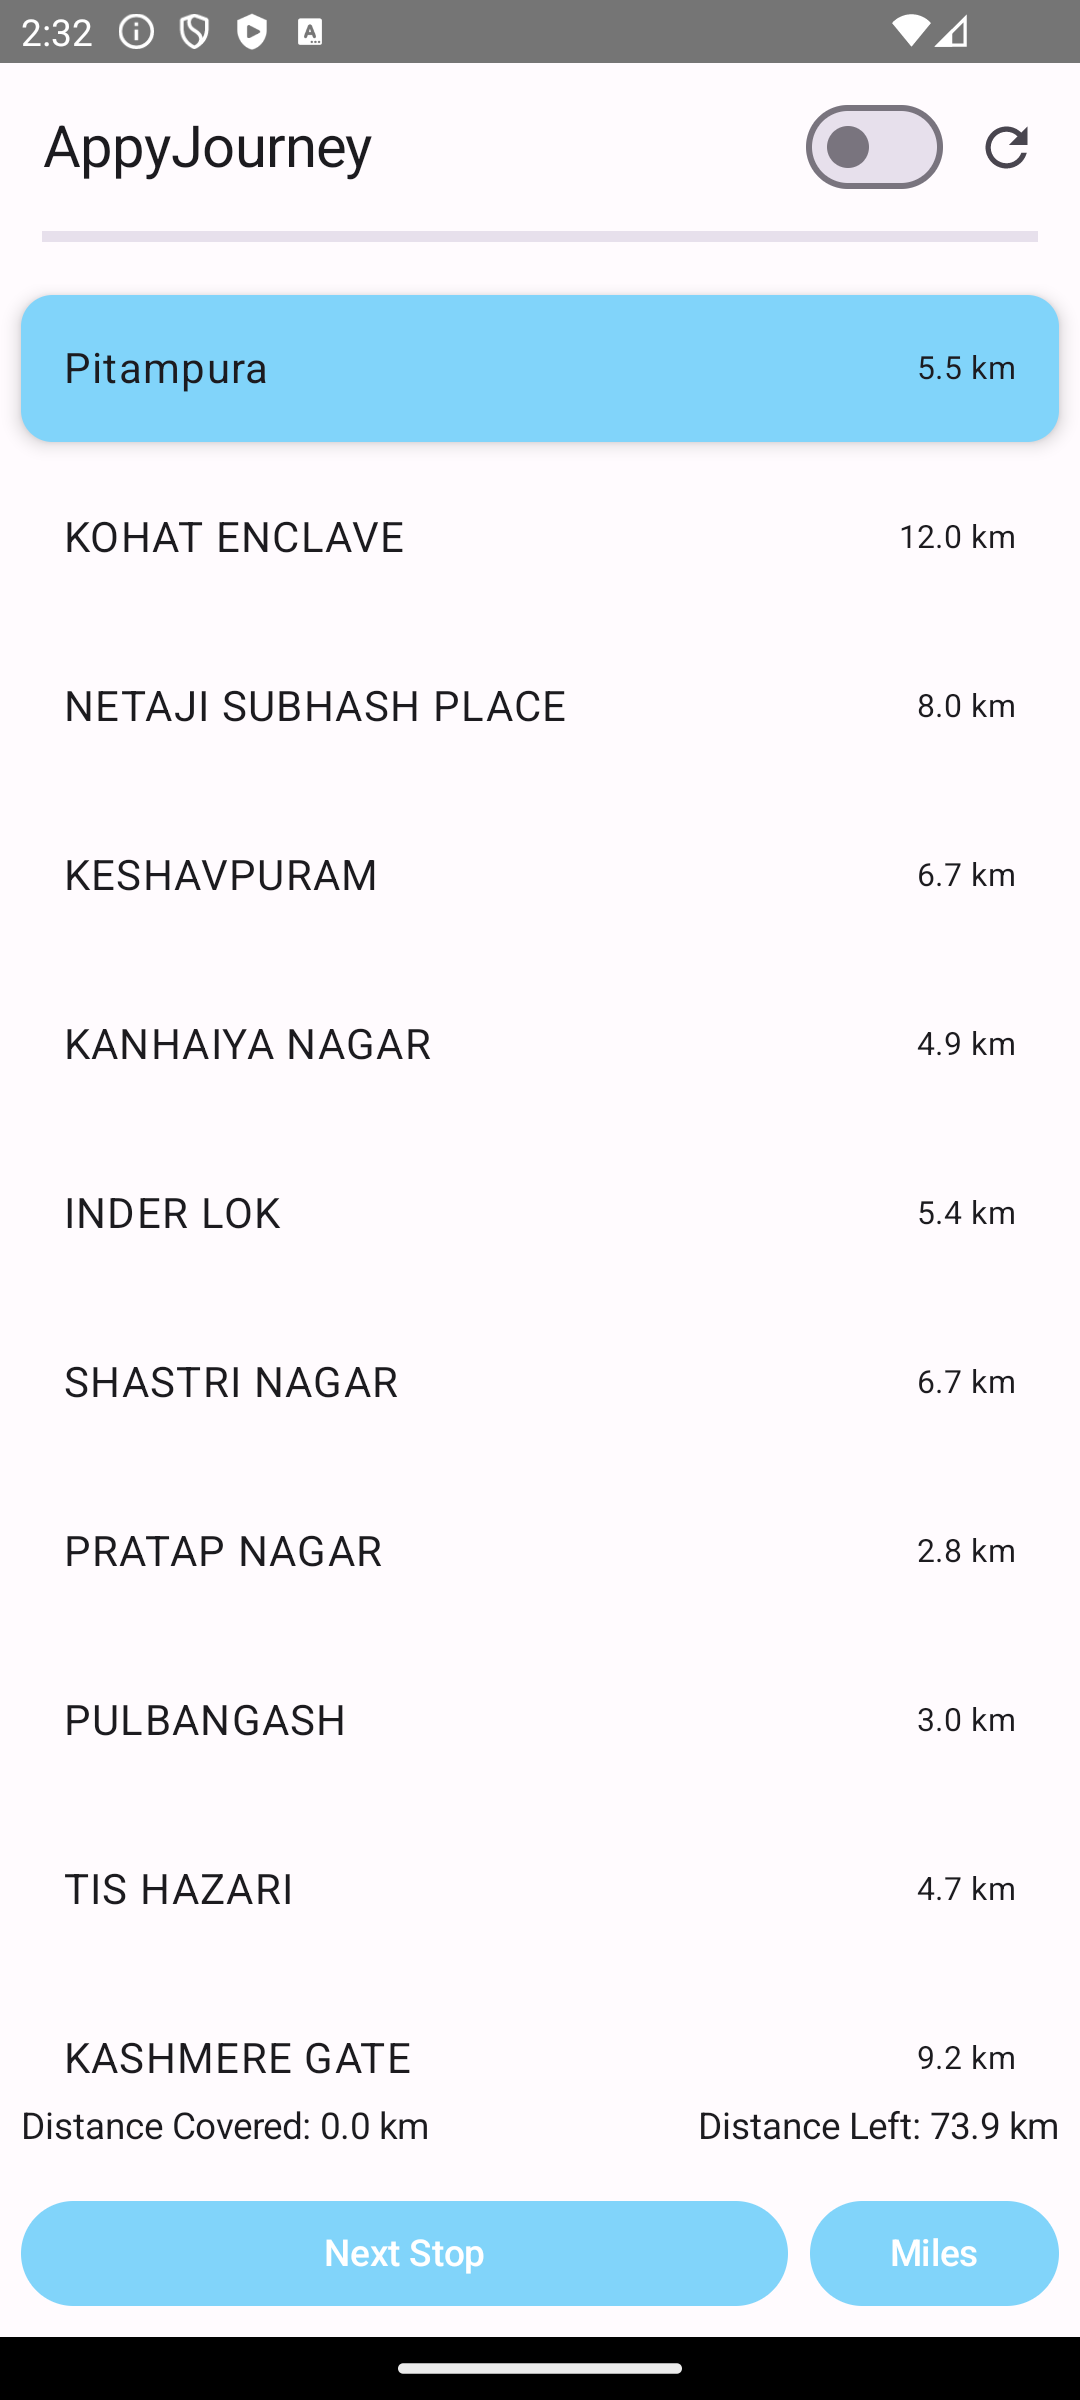 2:32
AppyJourney
Pitampura 5.5 km
KOHAT ENCLAVE 12.0 km
NETAJI SUBHASH PLACE 8.0 km
KESHAVPURAM 6.7 km
KANHAIYA NAGAR 4.9 km
INDER LOK 5.4 km
SHASTRI NAGAR 6.7 km
PRATAP NAGAR 2.8 km
PULBANGASH 3.0 km
TIS HAZARI 4.7 km
KASHMERE GATE 9.2 km
Distance Covered: 0.0 km Distance Left: 73.9 km
Next Stop Miles